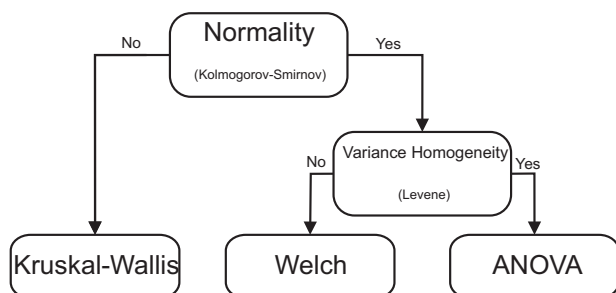 Normality
(Kolmogorov-Smirnov)
No
Yes
Variance Homogeneity
(Levene)
No
Yes
Kruskal-Wallis
Welch
ANOVA